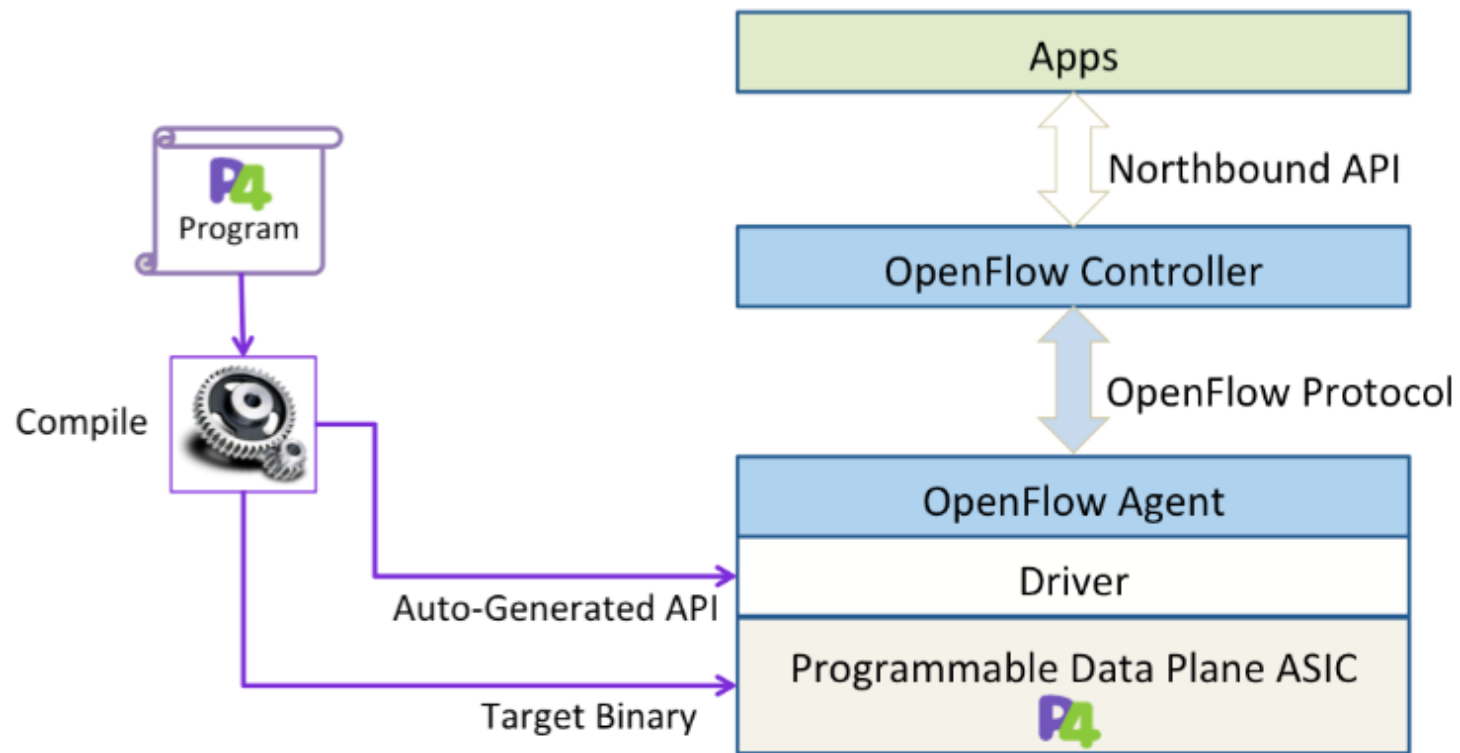 Apps
Northbound API
P4
Program
OpenFlow Controller
OpenFlow Protocol
Compile
OpenFlow Agent
Driver
Auto-Generated API
Programmable Data Plane ASIC
P4
Target Binary